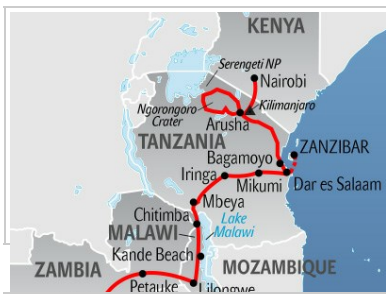 KENYA
Serengeti NP
Nairobi
Ngorongoro
Crater
Kilimanjaro
Arusha
TANZANIA
ZANZIBAR
Bagamoyo
Iringa
Mikumi
Dar es Salaam
Mbeya
Chitimba
Lake
Malawi
MALAWI
Kande Beach
ZAMBIA
MOZAMBIQUE
Petauke
Lilongwe